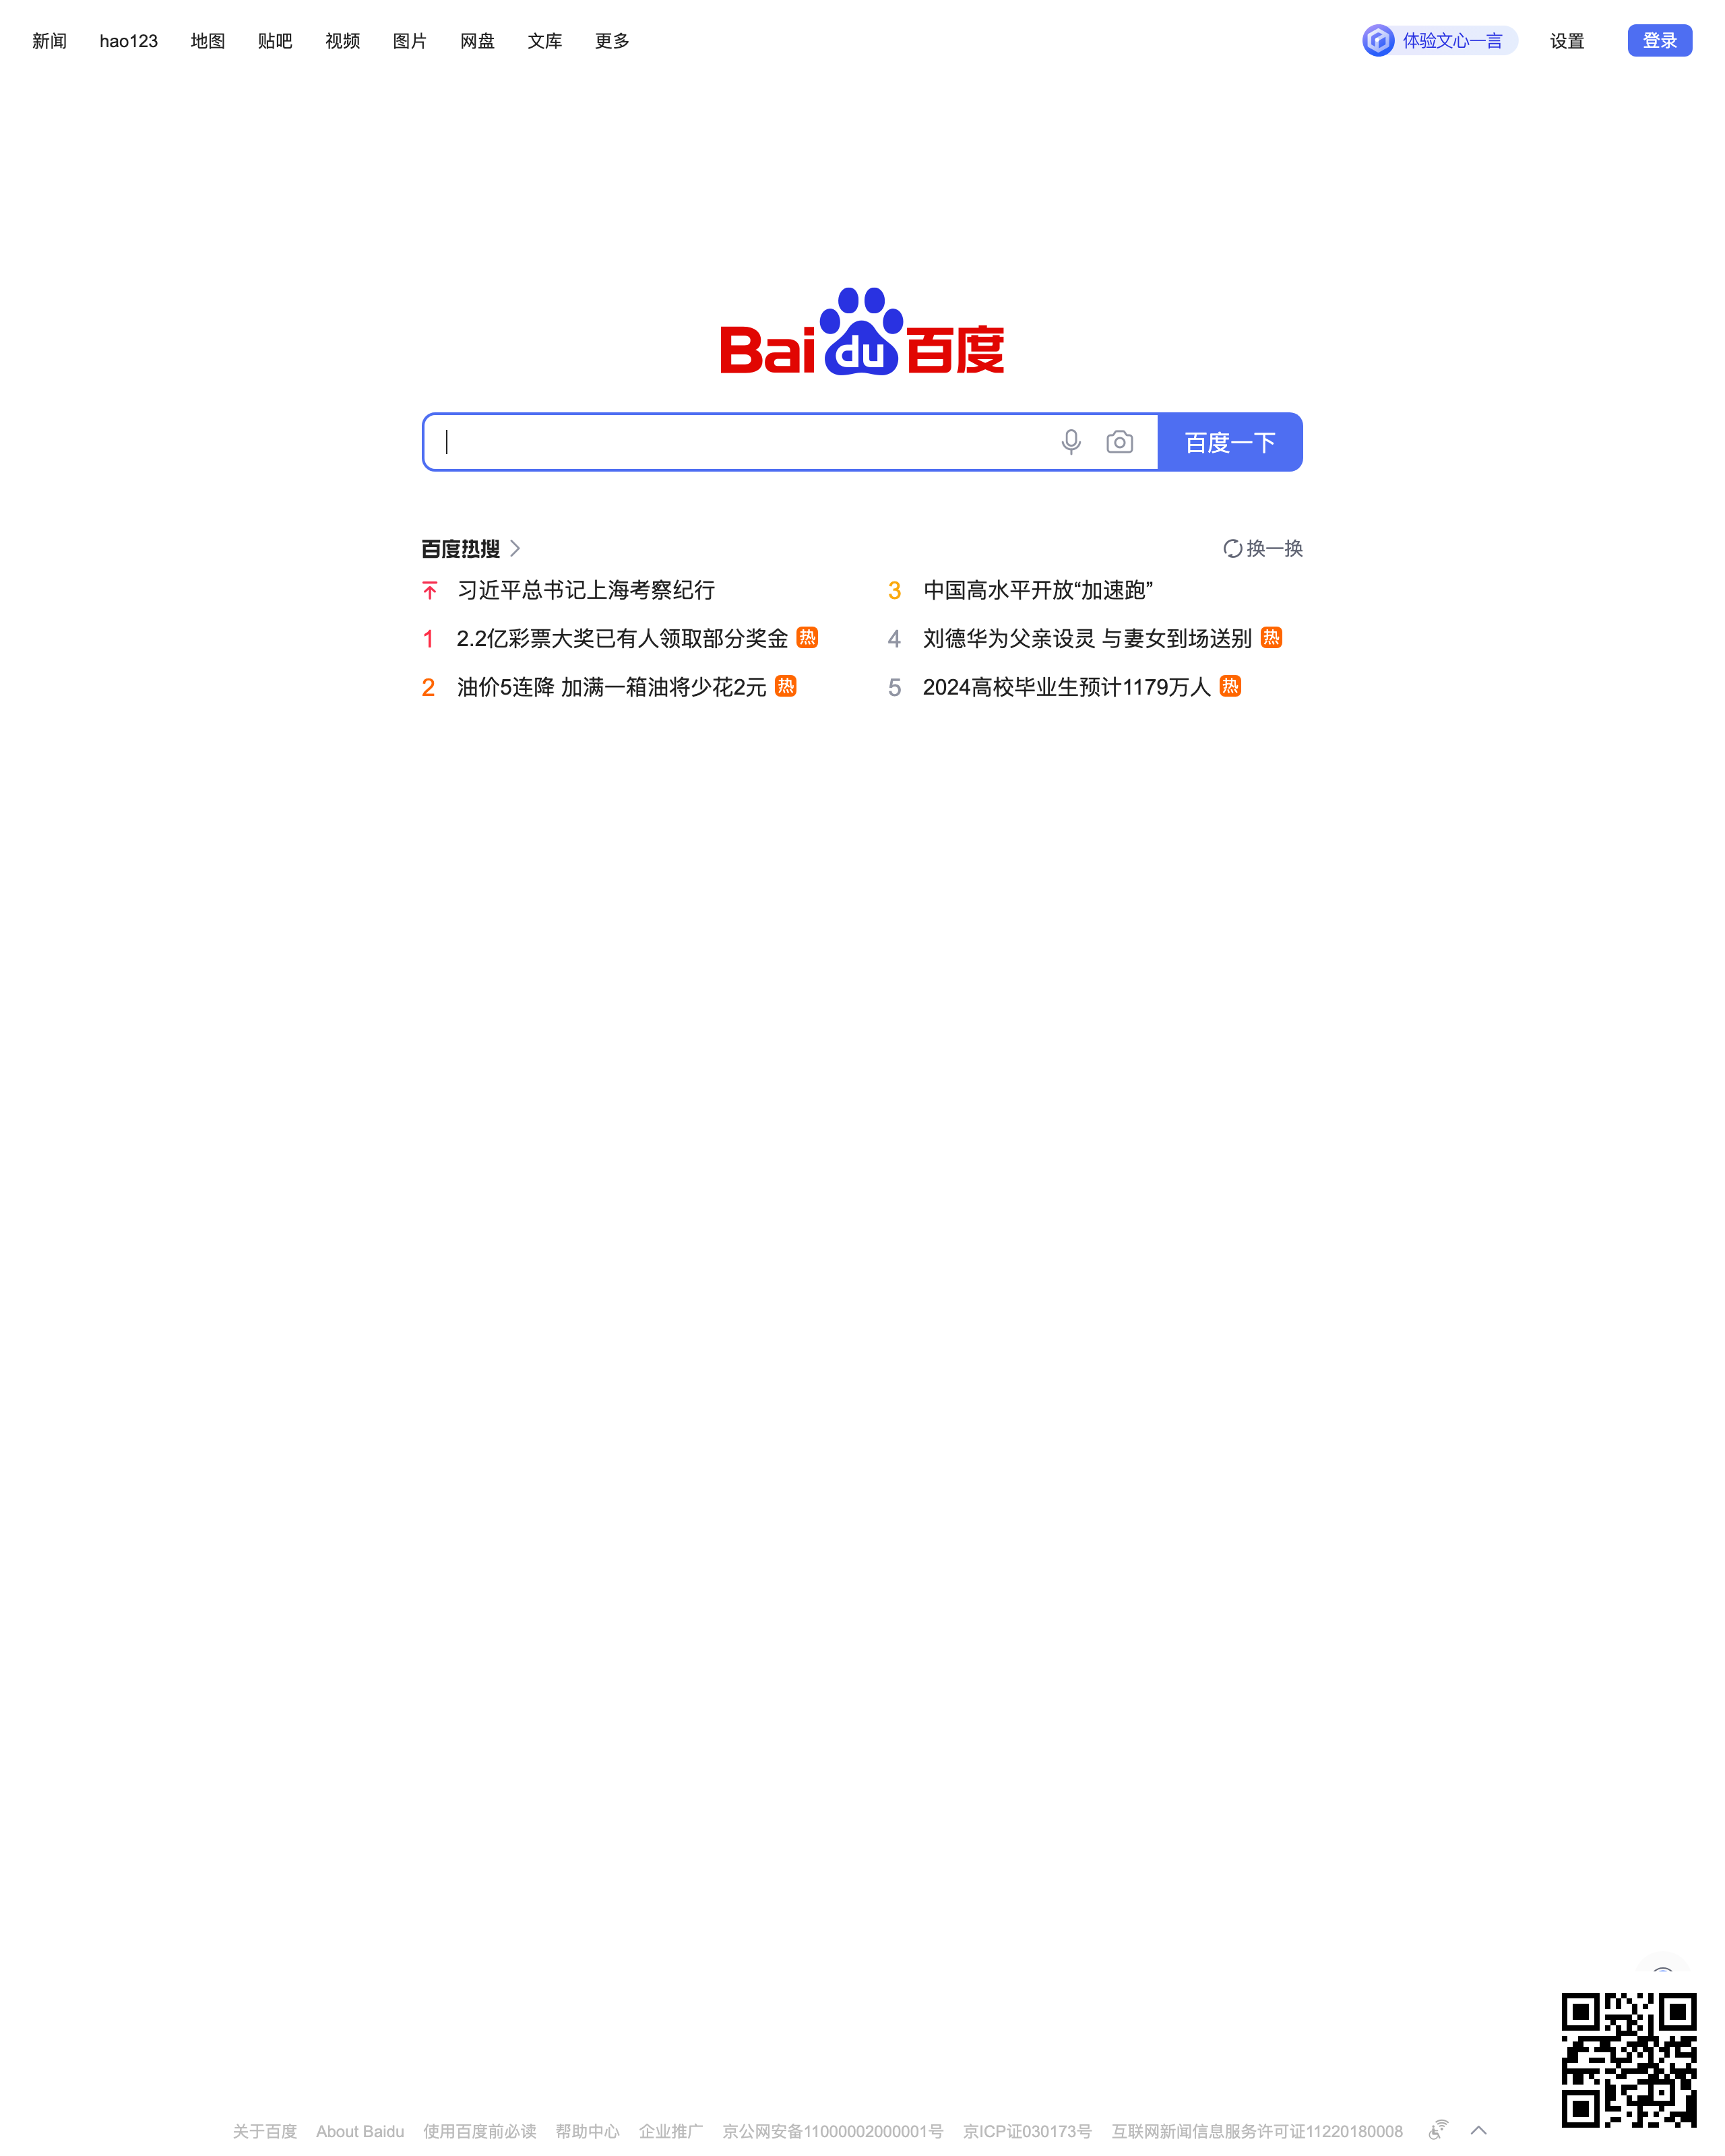 新闻 hao123 地图 贴吧 视频 图片 网盘 文库 更多 体验文心一言 设置 登录
Bai du 百度
百度一下
百度热搜 换一换
习近平总书记上海考察纪行
1 2.2亿彩票大奖已有人领取部分奖金 热
2 油价5连降 加满一箱油将少花2元 热
3 中国高水平开放“加速跑”
4 刘德华为父亲设灵 与妻女到场送别 热
5 2024高校毕业生预计1179万人 热
关于百度 About Baidu 使用百度前必读 帮助中心 企业推广 京公网安备11000002000001号 京ICP证030173号 互联网新闻信息服务许可证11220180008